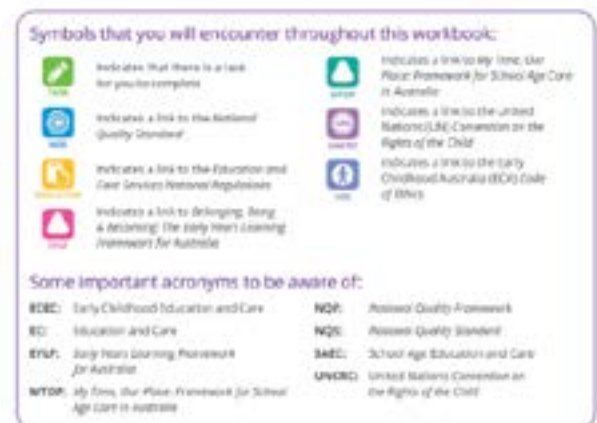 Symbols that you will encounter throughout this workbook:
Indicates that there is a task
for you to complete
TASK
Indicates a link to the National
Quality Standard
NQS
Indicates a link to the Education and
Care Services National Regulations
Indicates a link to Belonging, Being
& Becoming: The Early Years Learning
Framework for Australia
EYLF
Indicates a link to My Time, Our
Place: Framework for School Age Care
in Australia
MTOP
Indicates a link to the United
Nations (UN) Convention on the
Rights of the Child
UNCRC
Indicates a link to the Early
Childhood Australia (ECA) Code
of Ethics
Some important acronyms to be aware of:
ECEC: Early Childhood Education and Care
EC: Education and Care
EYLF: Early Years Learning Framework
for Australia
MTOP: My Time, Our Place: Framework for School
Age Care in Australia
NQF: National Quality Framework
NQS: National Quality Standard
SAEC: School Age Education and Care
UNCRC: United Nations Convention on
the Rights of the Child